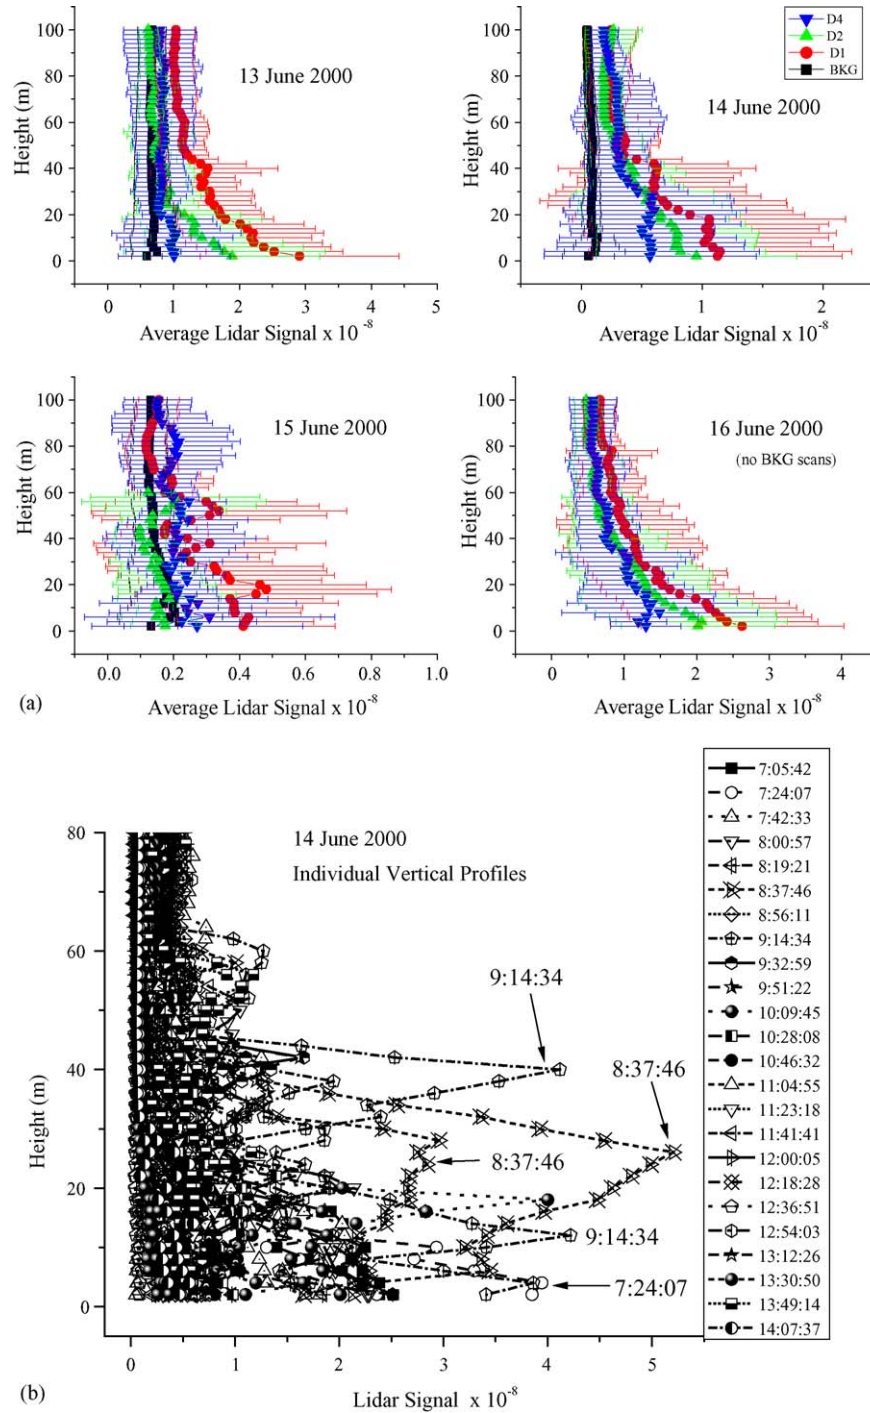 D4
D2
D1
BKG
100
80
60
40
20
0
Height (m)
13 June 2000
0 1 2 3 4 5
Average Lidar Signal x 10 -8
100
80
60
40
20
0
Height (m)
14 June 2000
0 1 2
Average Lidar Signal x 10 -8
100
80
60
40
20
0
Height (m)
15 June 2000
0.0 0.2 0.4 0.6 0.8 1.0
Average Lidar Signal x 10 -8
100
80
60
40
20
0
Height (m)
16 June 2000
(no BKG scans)
0 1 2 3 4
Average Lidar Signal x 10 -8
(a)
80
60
40
20
0
Height (m)
14 June 2000
Individual Vertical Profiles
9:14:34
8:37:46
8:37:46
9:14:34
7:24:07
0 1 2 3 4 5
Lidar Signal x 10 -8
7:05:42
7:24:07
7:42:33
8:00:57
8:19:21
8:37:46
8:56:11
9:14:34
9:32:59
9:51:22
10:09:45
10:28:08
10:46:32
11:04:55
11:23:18
11:41:41
12:00:05
12:18:28
12:36:51
12:54:03
13:12:26
13:30:50
13:49:14
14:07:37
(b)